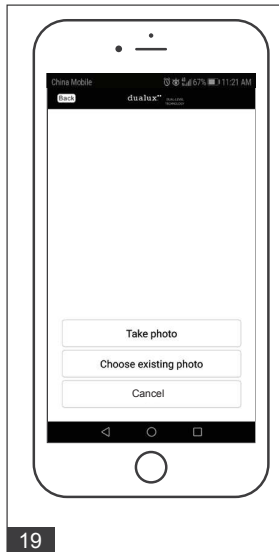 China Mobile 67% 11:21 AM
Back dualux
Take photo
Choose existing photo
Cancel
19